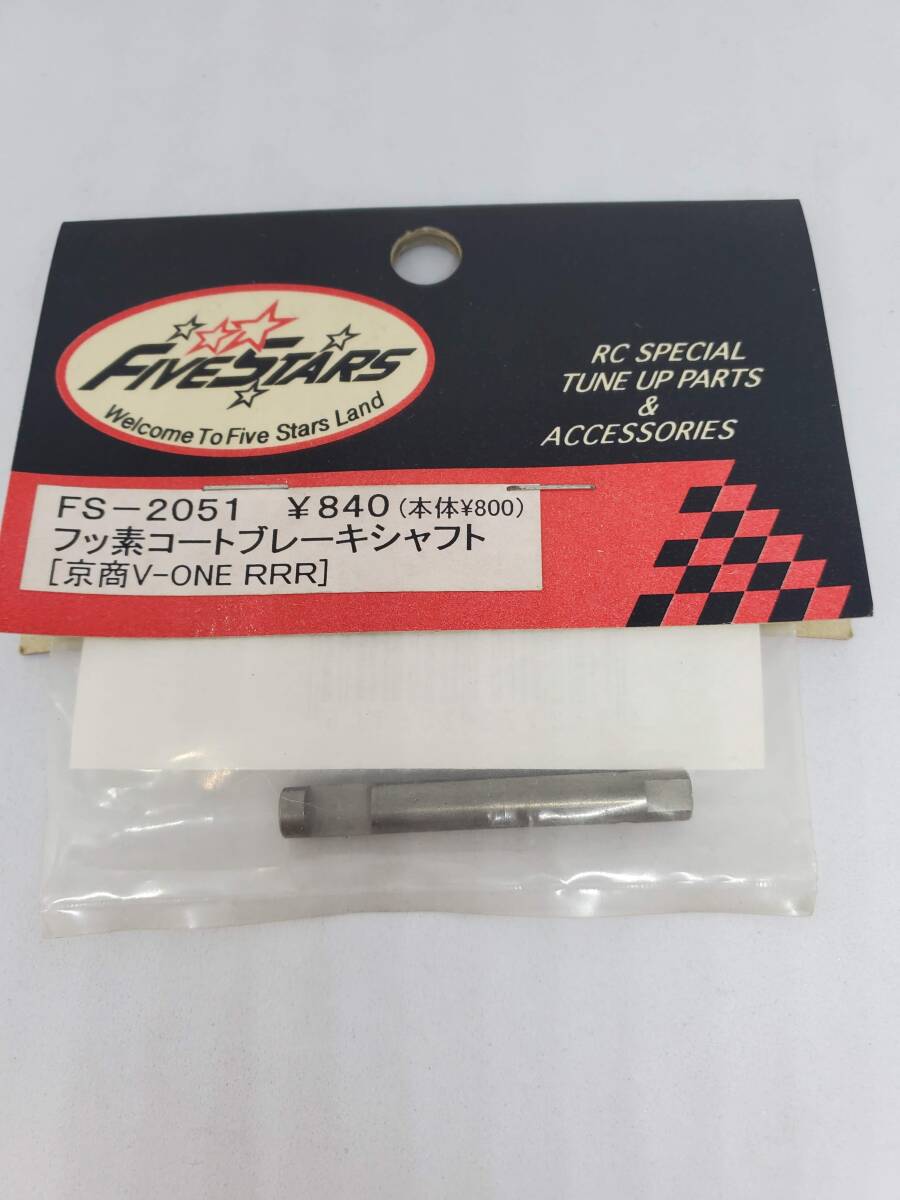 FIVESTARS
Welcome To Five Stars Land
RC SPECIAL
TUNE UP PARTS
&
ACCESSORIES
FS-2051 ¥840(本体¥800)
フッ素コートブレーキシャフト
[京商V-ONE RRR]